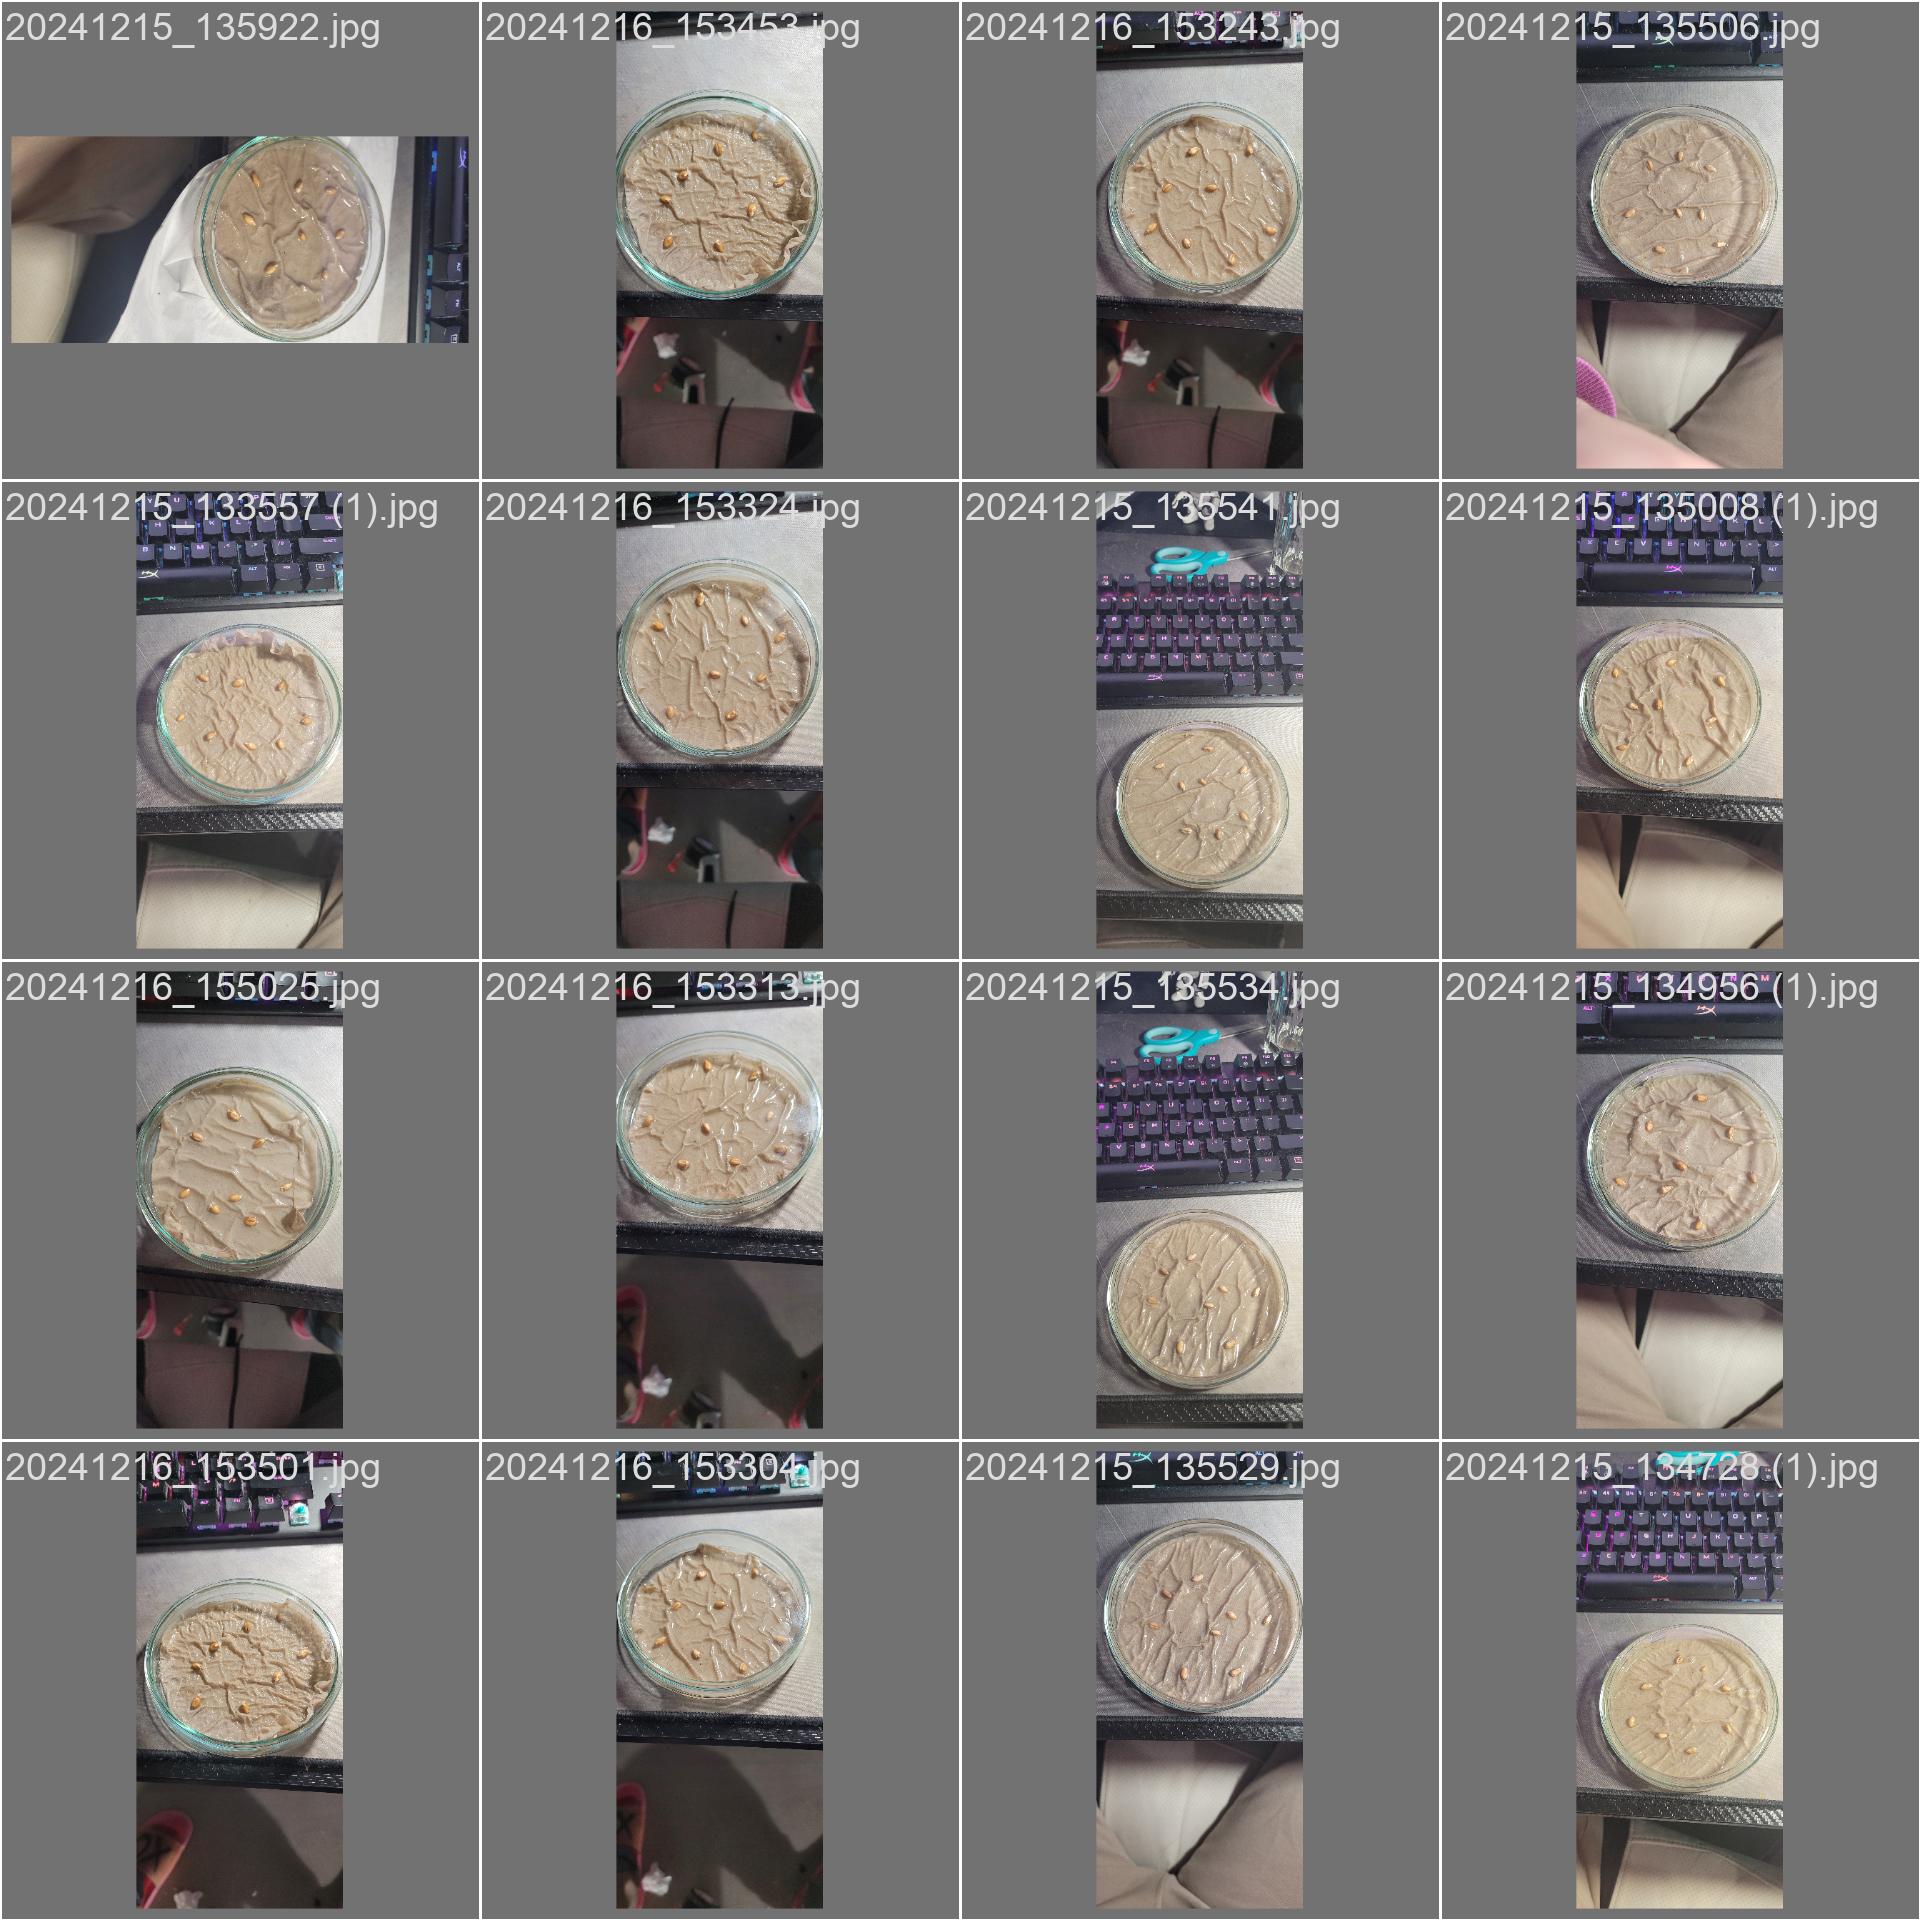 20241215_135922.jpg
20241216_153453.jpg
20241216_153243.jpg
20241215_135506.jpg
20241215_133557 (1).jpg
20241216_153324.jpg
20241215_135541.jpg
20241215_135008 (1).jpg
20241216_155025.jpg
20241216_153313.jpg
20241215_135534.jpg
20241215_134956 (1).jpg
20241216_153501.jpg
20241216_153304.jpg
20241215_135529.jpg
20241215_134728 (1).jpg